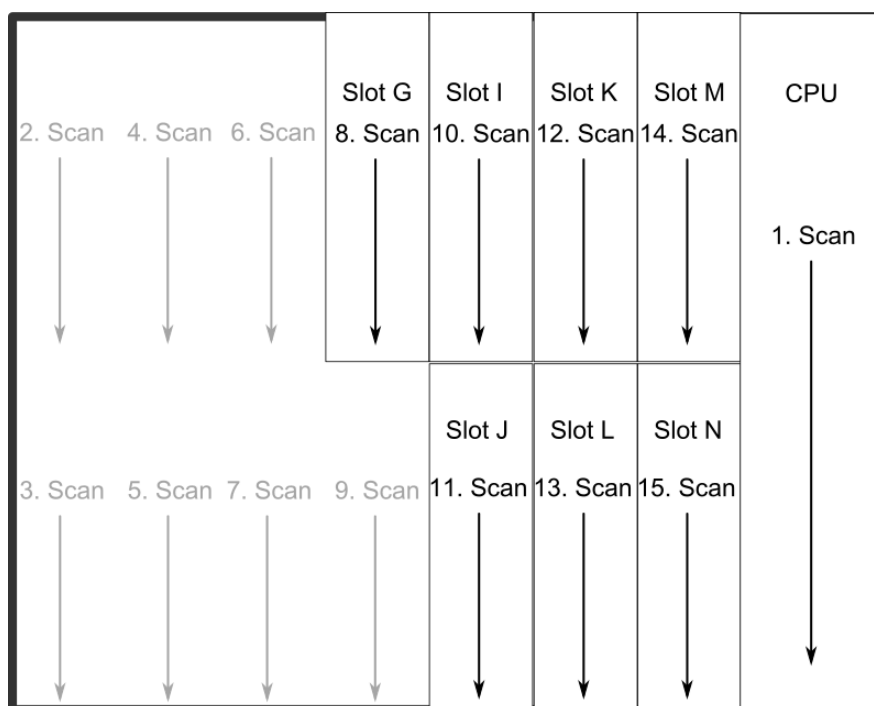 Slot G Slot I Slot K Slot M CPU
2. Scan 4. Scan 6. Scan 8. Scan 10. Scan 12. Scan 14. Scan
1. Scan
Slot J Slot L Slot N
3. Scan 5. Scan 7. Scan 9. Scan 11. Scan 13. Scan 15. Scan